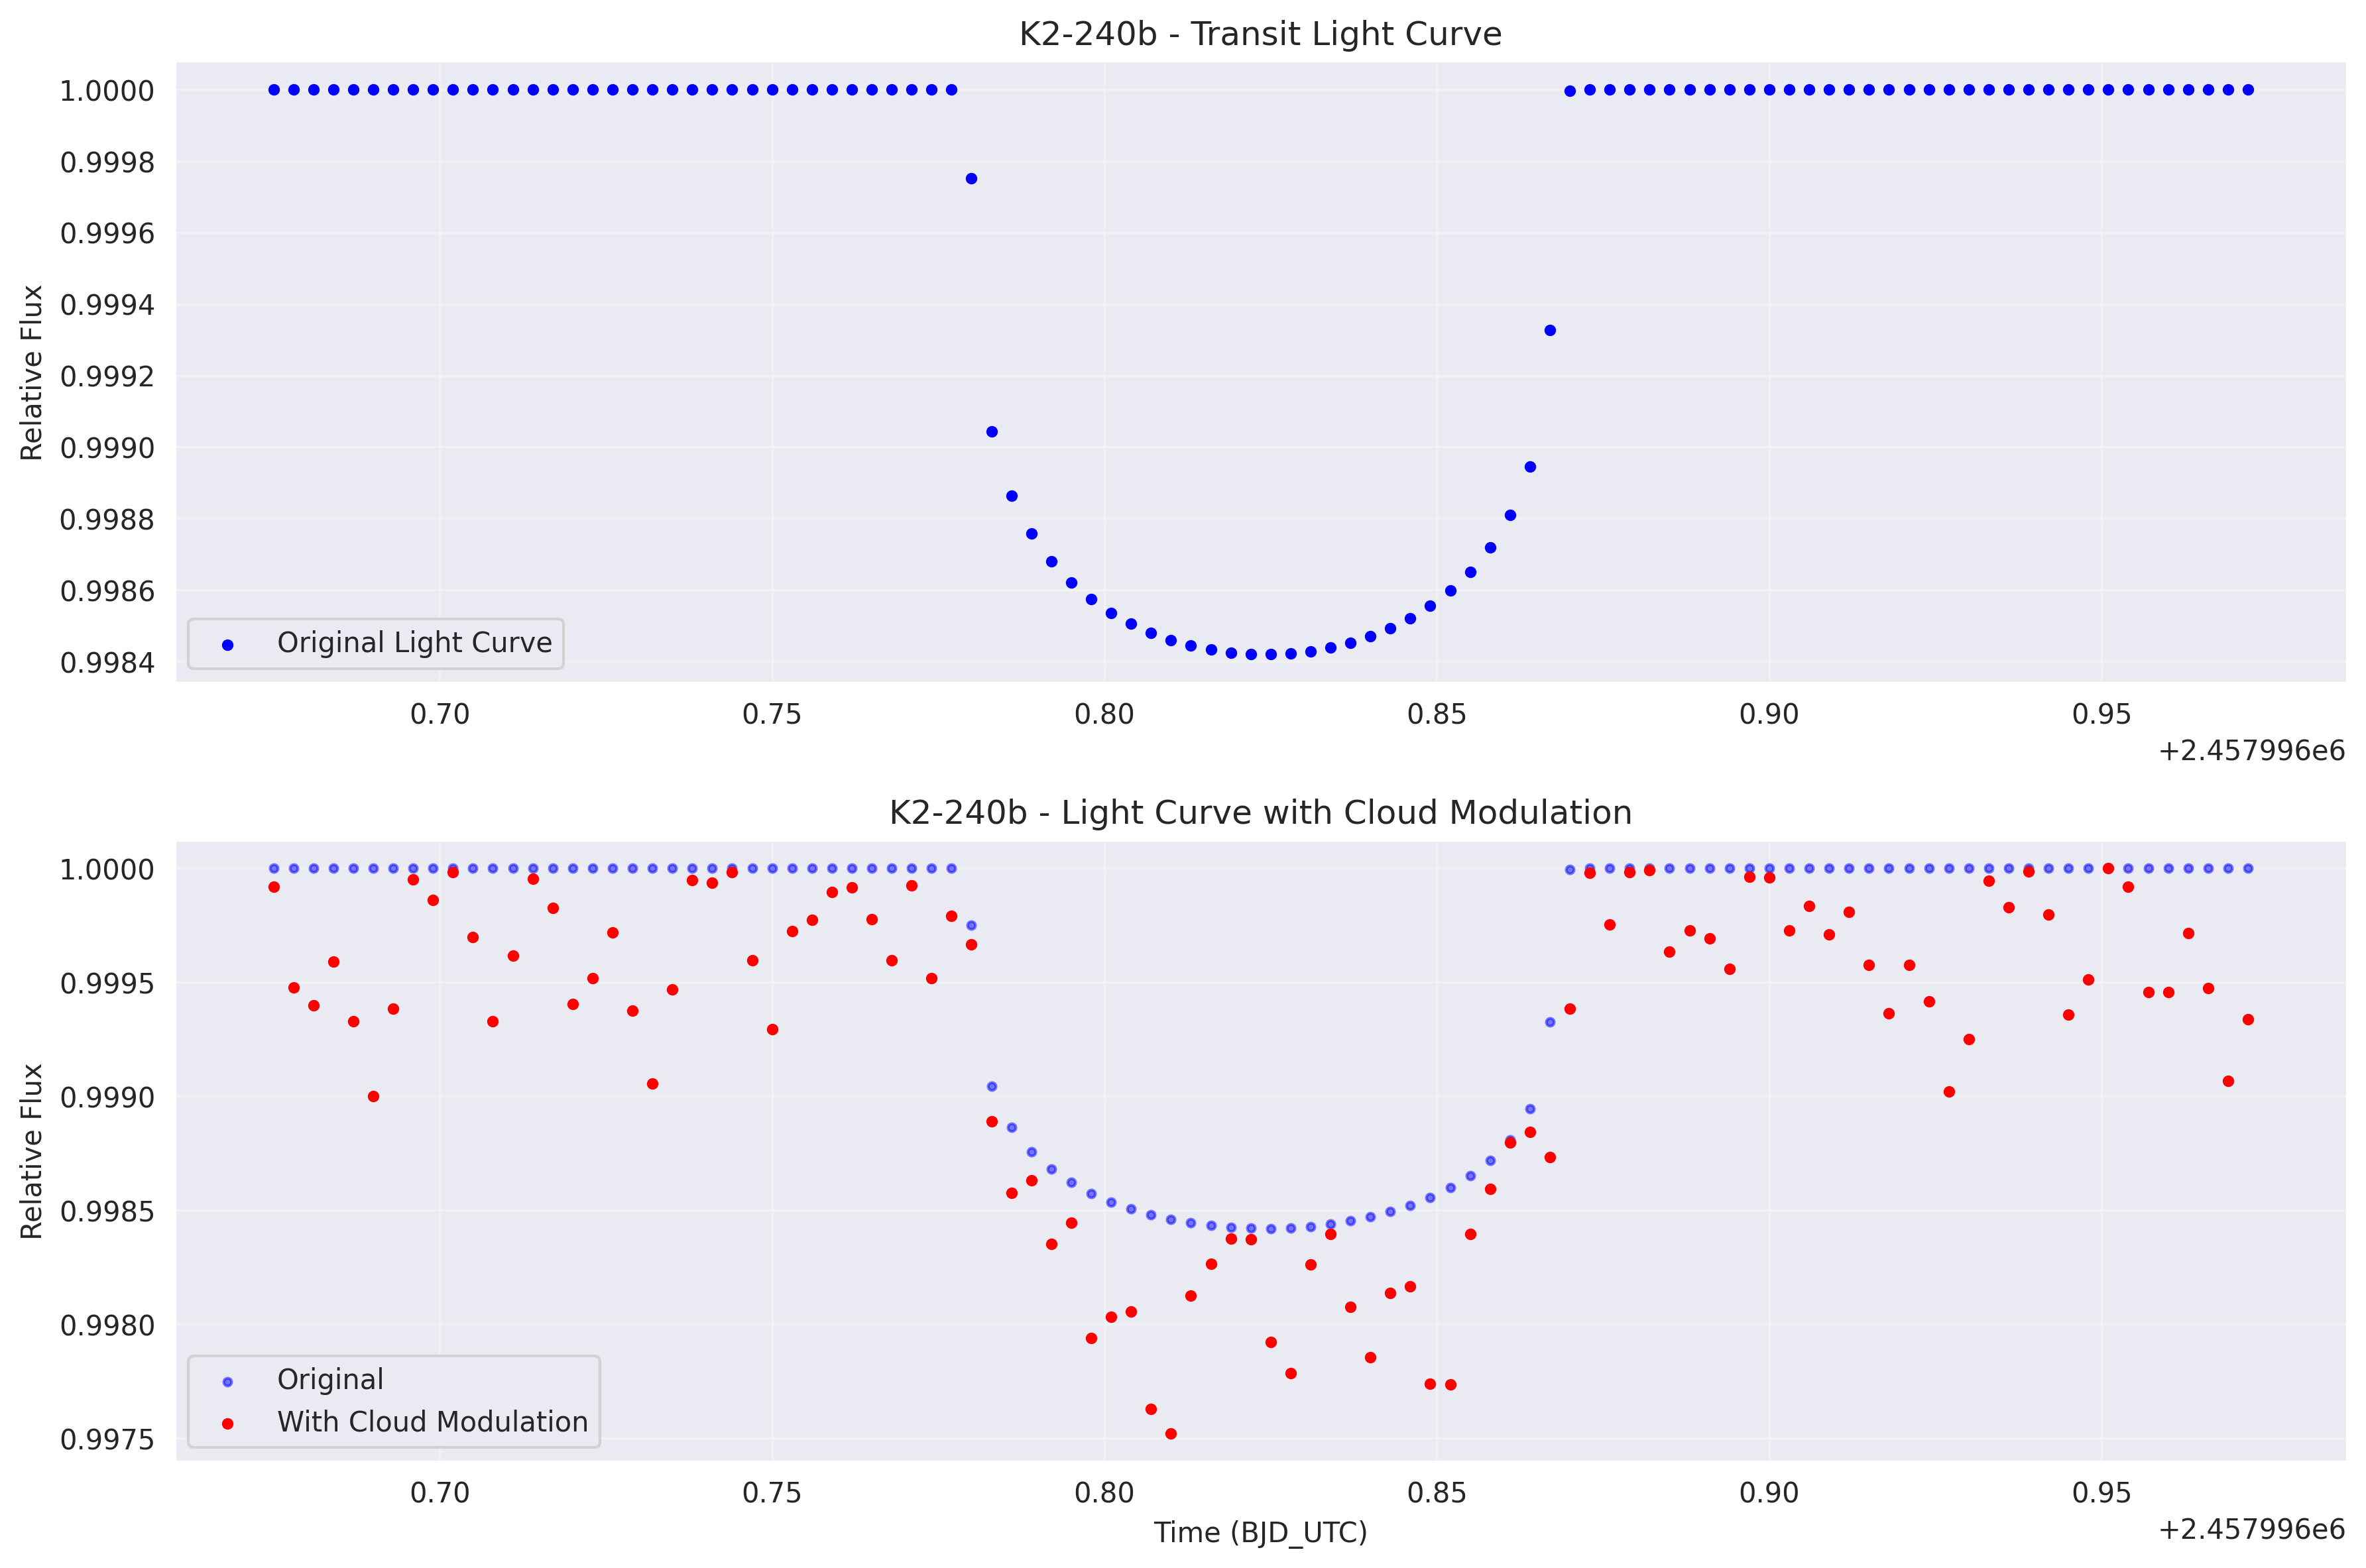 K2-240b - Transit Light Curve
Relative Flux
1.0000
0.9998
0.9996
0.9994
0.9992
0.9990
0.9988
0.9986
0.9984
Original Light Curve
0.70 0.75 0.80 0.85 0.90 0.95
+2.457996e6
K2-240b - Light Curve with Cloud Modulation
Relative Flux
1.0000
0.9995
0.9990
0.9985
0.9980
0.9975
Original
With Cloud Modulation
0.70 0.75 0.80 0.85 0.90 0.95
Time (BJD_UTC)
+2.457996e6